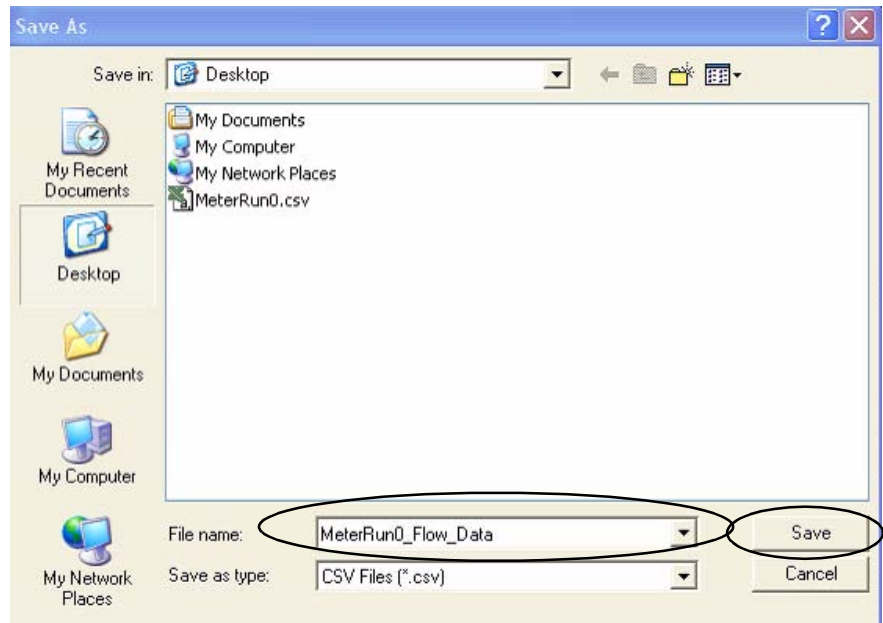 Save As
Save in:
Desktop
My Recent
Documents
Desktop
My Documents
My Computer
My Network
Places
My Documents
My Computer
My Network Places
MeterRun0.csv
File name:
MeterRun0_Flow_Data
Save
Save as type:
CSV Files (*.csv)
Cancel